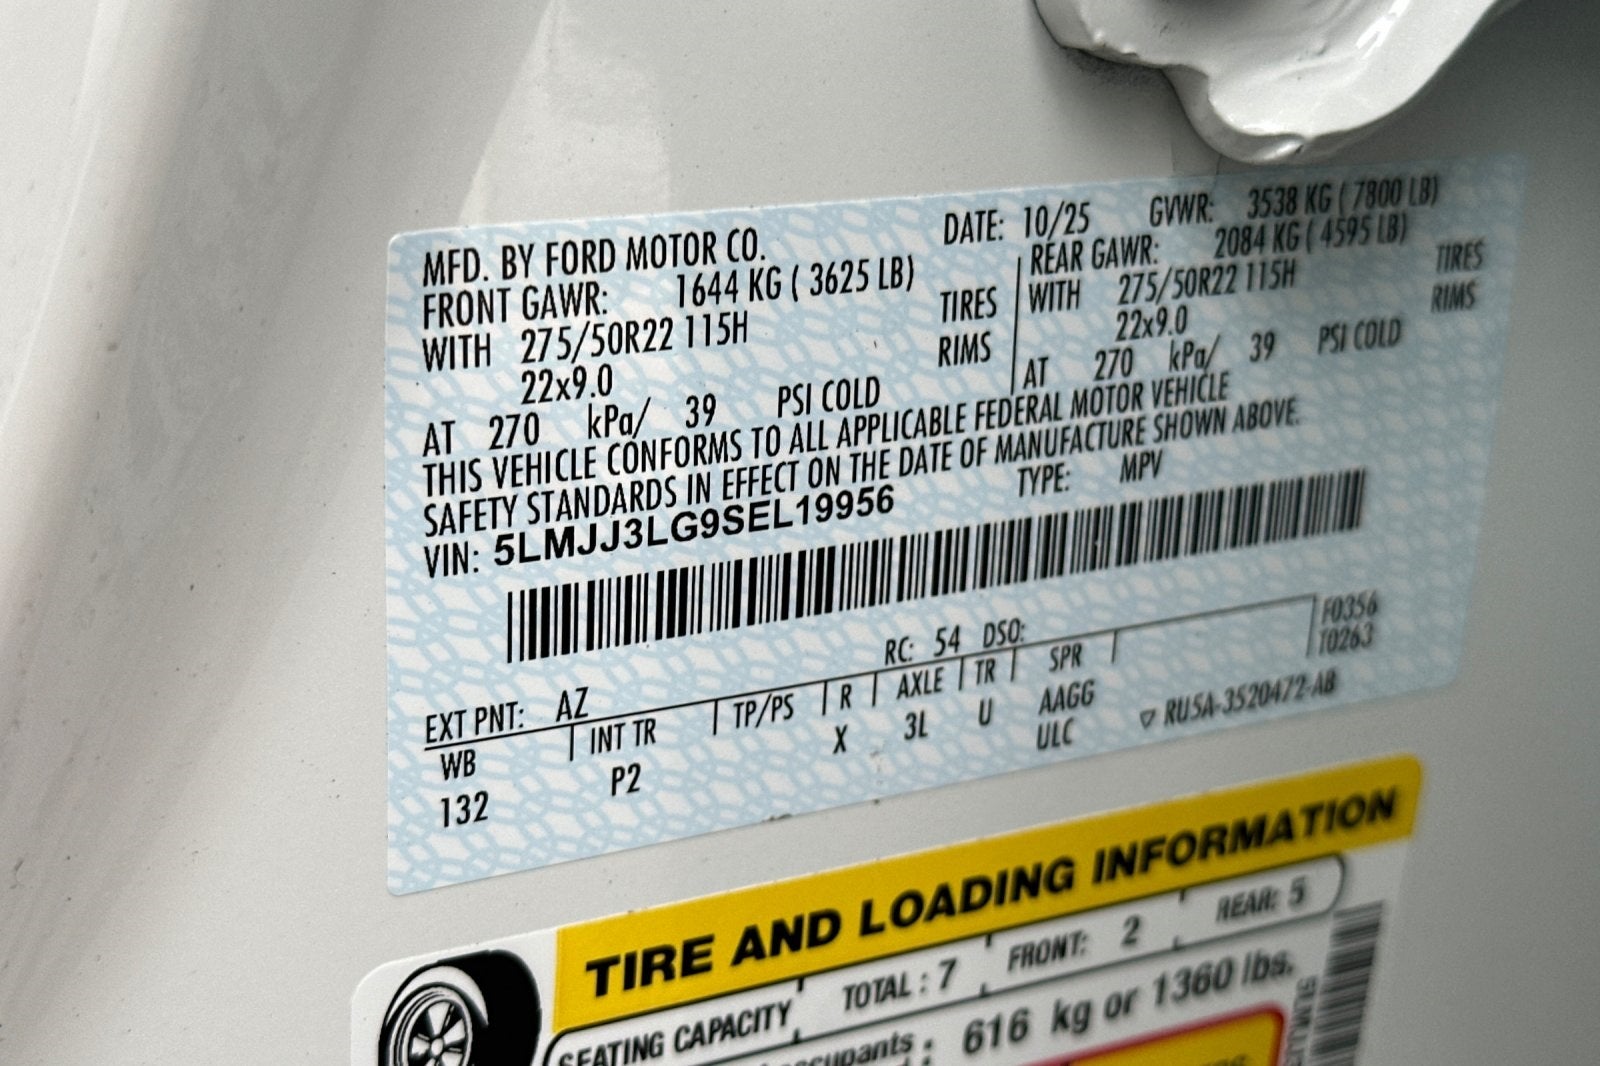 MFD. BY FORD MOTOR CO.
DATE: 10/25 GVWR: 3538 KG ( 7800 LB)
FRONT GAWR: 1644 KG ( 3625 LB)
WITH 275/50R22 115H TIRES
22x9.0 RIMS
AT 270 kPa/ 39 PSI COLD
REAR GAWR: 2084 KG ( 4595 LB)
WITH 275/50R22 115H TIRES
22x9.0 RIMS
AT 270 kPa/ 39 PSI COLD
THIS VEHICLE CONFORMS TO ALL APPLICABLE FEDERAL MOTOR VEHICLE
SAFETY STANDARDS IN EFFECT ON THE DATE OF MANUFACTURE SHOWN ABOVE.
VIN: 5LMJJ3LG9SEL19956 TYPE: MPV
F0356
EXT PNT: AZ RC: 54 DSO: T0263
WB INT TR TP/PS R AXLE TR SPR
132 P2 X 3L U AAGG
ULC ▽ RU5A-3520472-AB
TIRE AND LOADING INFORMATION
SEATING CAPACITY TOTAL : 7 FRONT: 2 REAR: 5
616 kg or 1360 lbs.